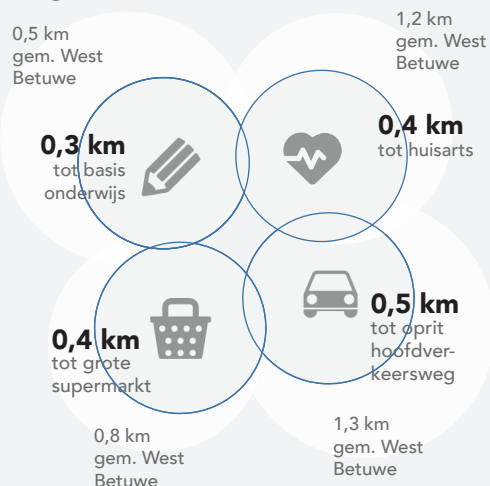 0,5 km
gem. West
Betuwe
1,2 km
gem. West
Betuwe
0,3 km
tot basis
onderwijs
0,4 km
tot huisarts
0,4 km
tot grote
supermarkt
0,5 km
tot oprit
hoofdver-
keersweg
0,8 km
gem. West
Betuwe
1,3 km
gem. West
Betuwe